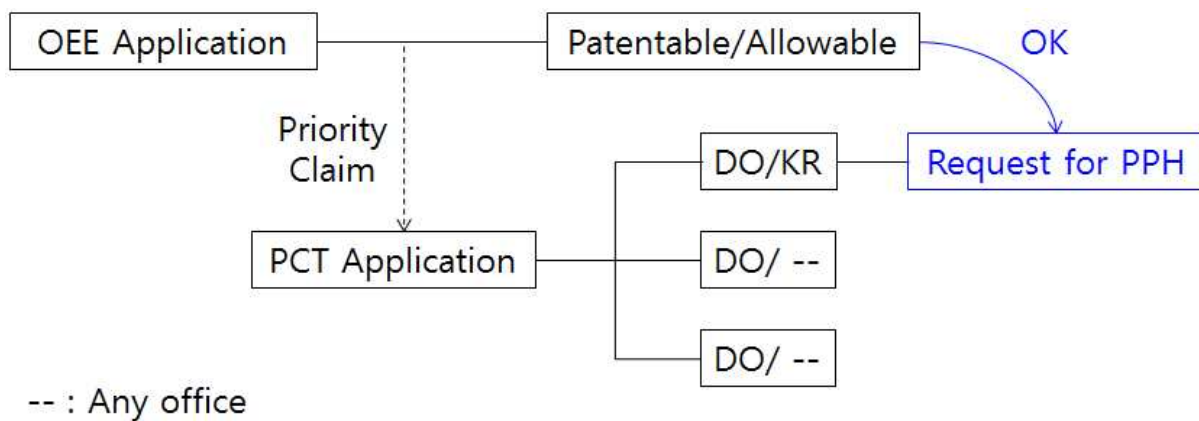 OEE Application
Patentable/Allowable
OK
Priority
Claim
DO/KR
Request for PPH
PCT Application
DO/ --
DO/ --
-- : Any office